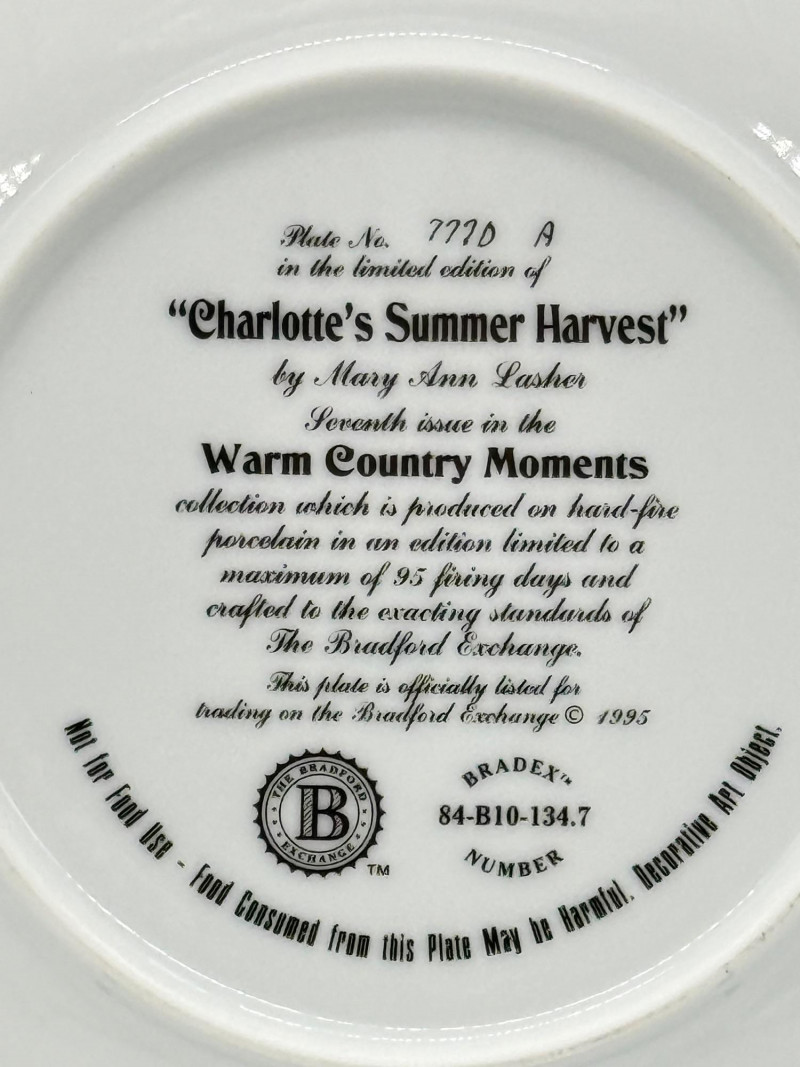 Plate No. 7770 A
in the limited edition of
“Charlotte’s Summer Harvest”
by Mary Ann Lasher
Seventh issue in the
Warm Country Moments
collection which is produced on hard-fire
porcelain in an edition limited to a
maximum of 95 firing days and
crafted to the exacting standards of
The Bradford Exchange.
This plate is officially listed for
trading on the Bradford Exchange © 1995
THE BRADFORD
B
EXCHANGE
TM
BRADEX™
84-B10-134.7
NUMBER
Not for Food Use - Food Consumed from this Plate May be Harmful. Decorative Art Object.